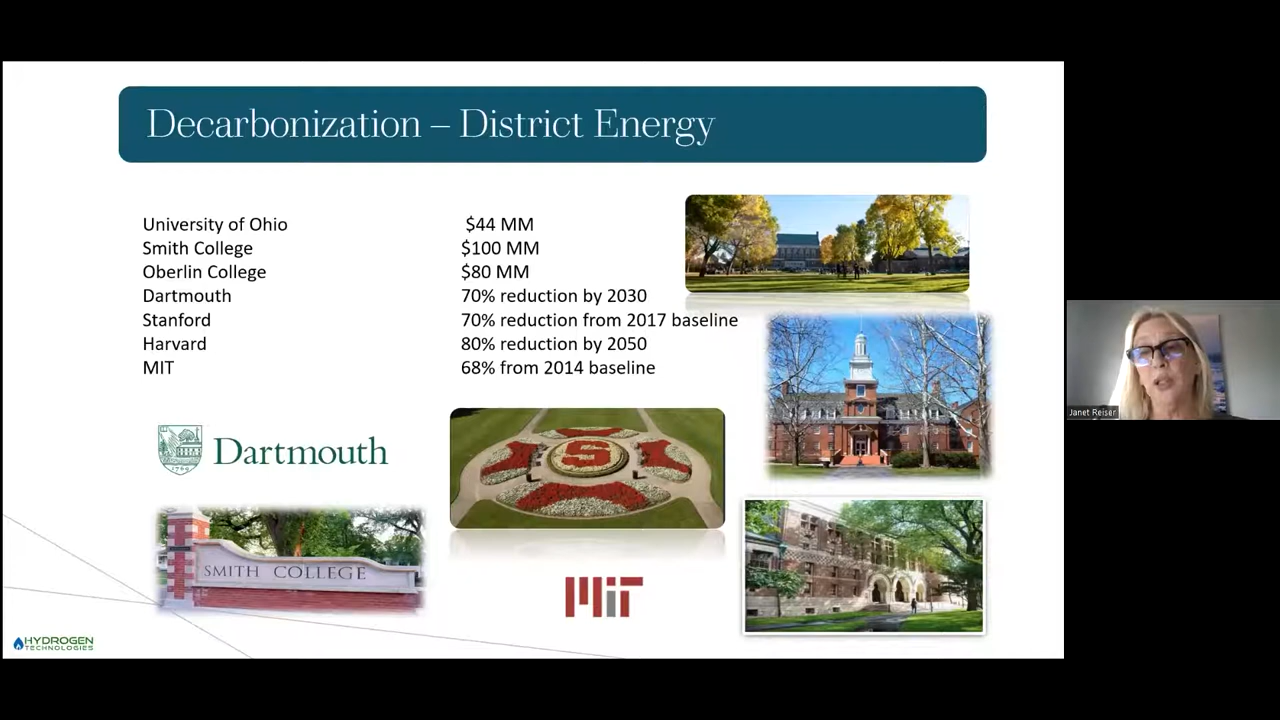 Decarbonization – District Energy
University of Ohio $44 MM
Smith College $100 MM
Oberlin College $80 MM
Dartmouth 70% reduction by 2030
Stanford 70% reduction from 2017 baseline
Harvard 80% reduction by 2050
MIT 68% from 2014 baseline
Dartmouth
S
SMITH COLLEGE
MIT
HYDROGEN
TECHNOLOGIES
Janet Reiser